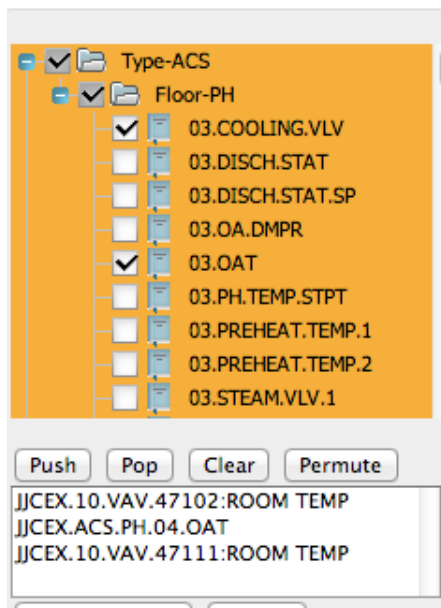 Type-ACS
Floor-PH
03.COOLING.VLV
03.DISCH.STAT
03.DISCH.STAT.SP
03.OA.DMPR
03.OAT
03.PH.TEMP.STPT
03.PREHEAT.TEMP.1
03.PREHEAT.TEMP.2
03.STEAM.VLV.1
Push Pop Clear Permute
JJCEX.10.VAV.47102:ROOM TEMP
JJCEX.ACS.PH.04.OAT
JJCEX.10.VAV.47111:ROOM TEMP